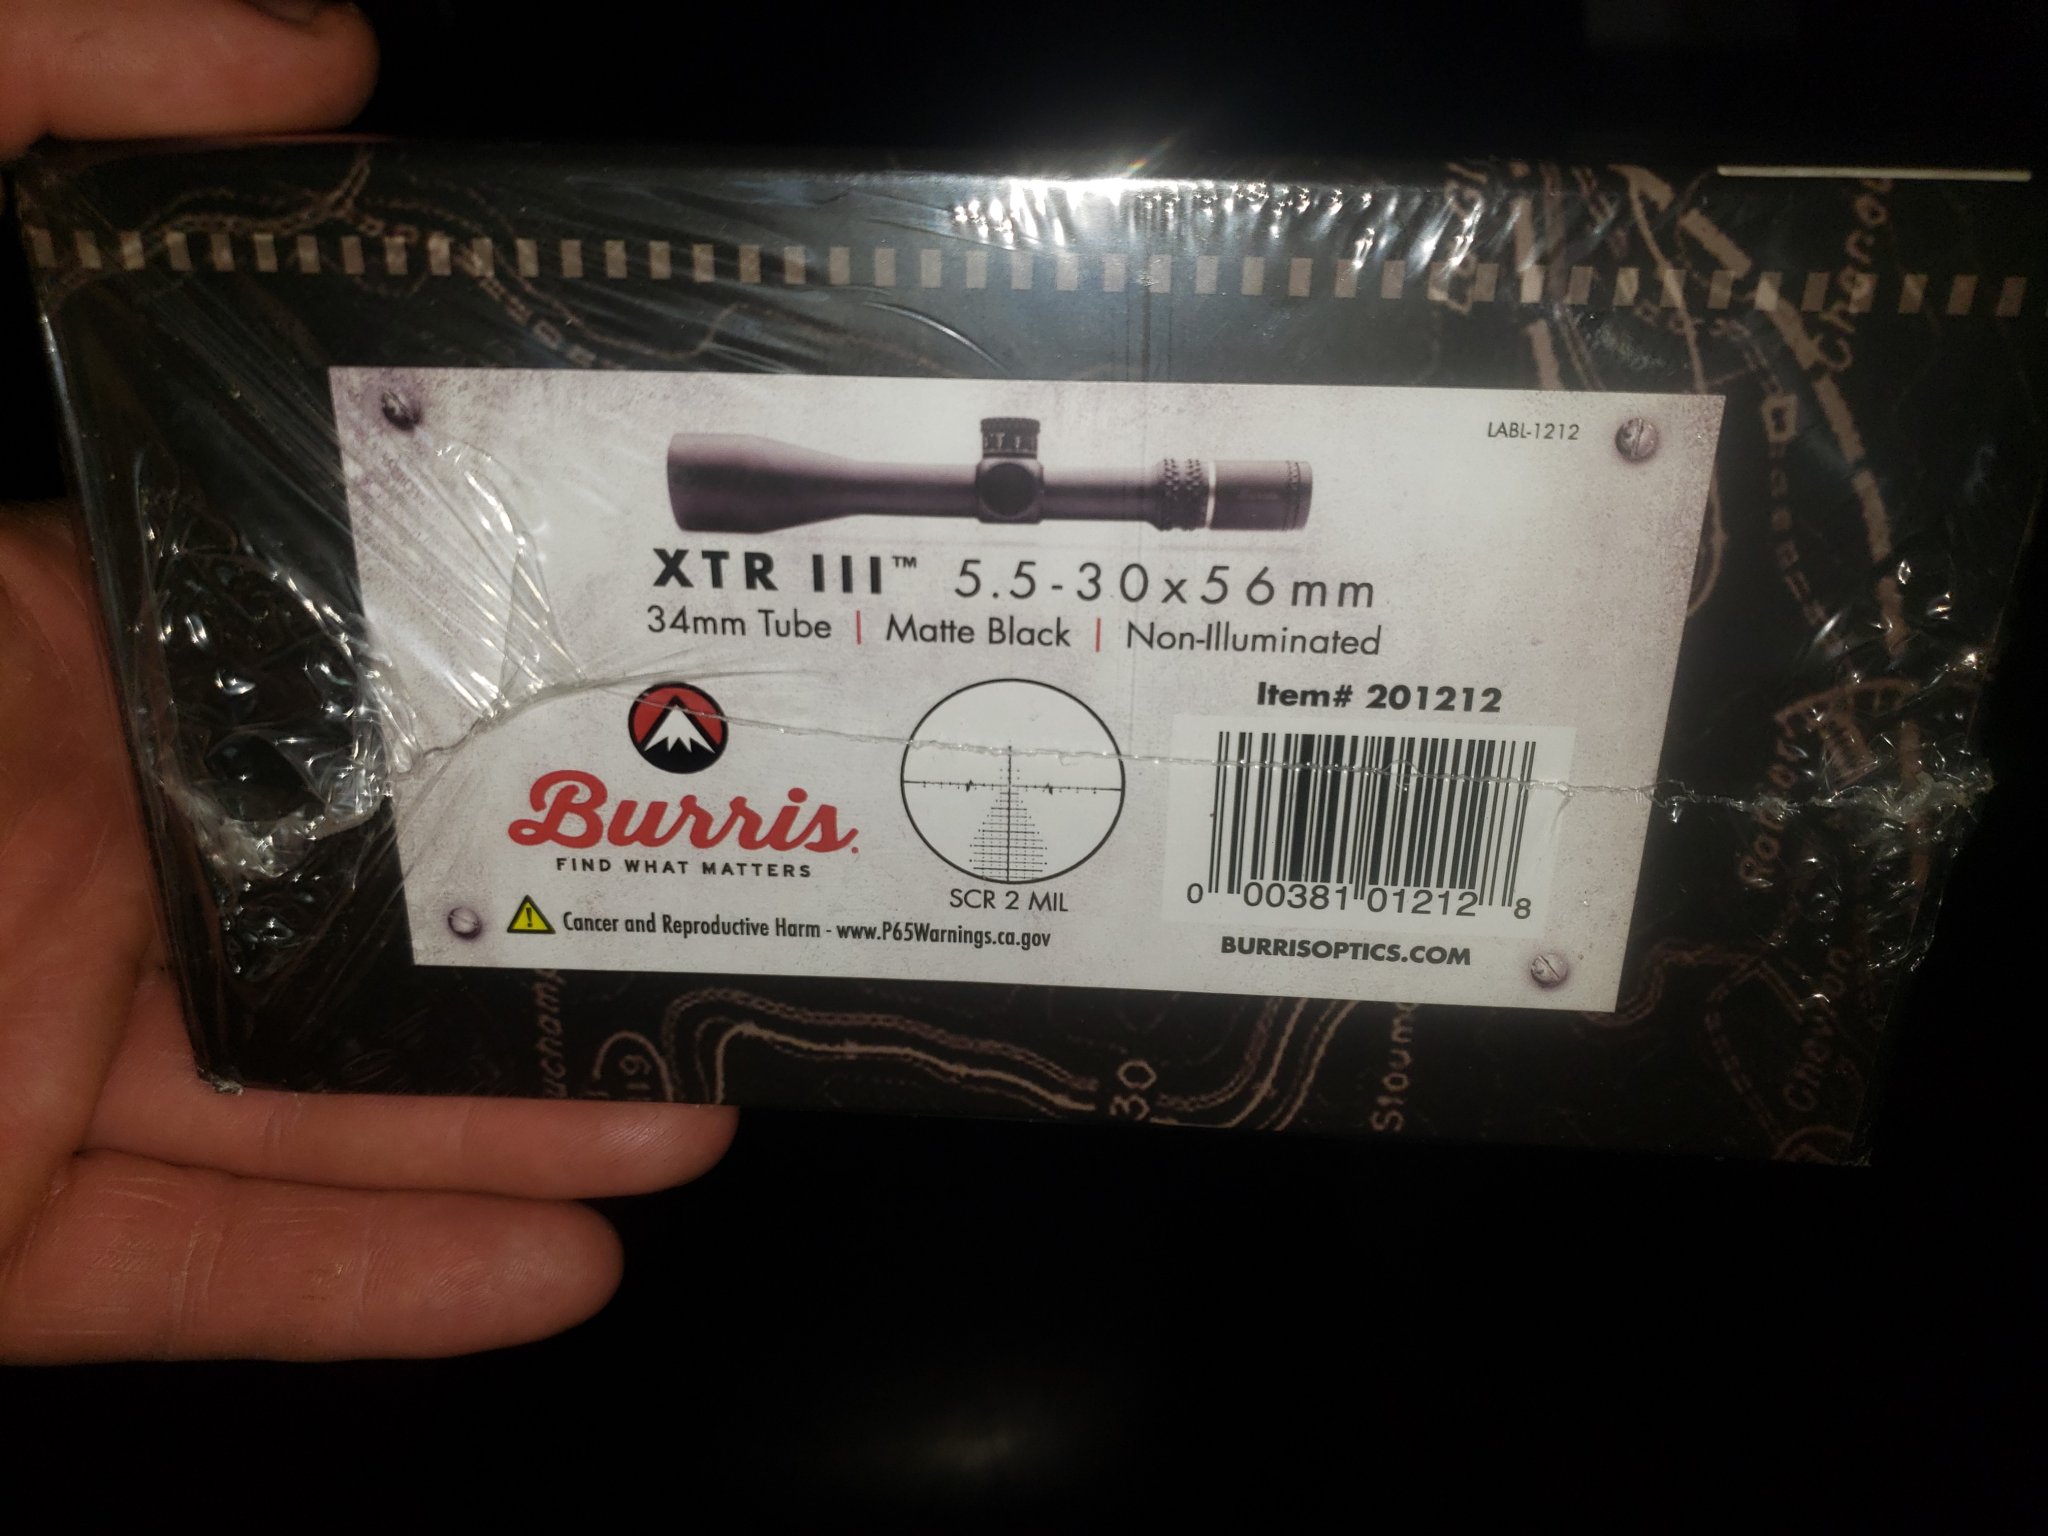 LABL-1212
XTR III™ 5.5-30x56mm
34mm Tube | Matte Black | Non-Illuminated
Item# 201212
Burris.
FIND WHAT MATTERS
SCR 2 MIL
0 00381 01212 8
Cancer and Reproductive Harm - www.P65Warnings.ca.gov
BURRISOPTICS.COM
30